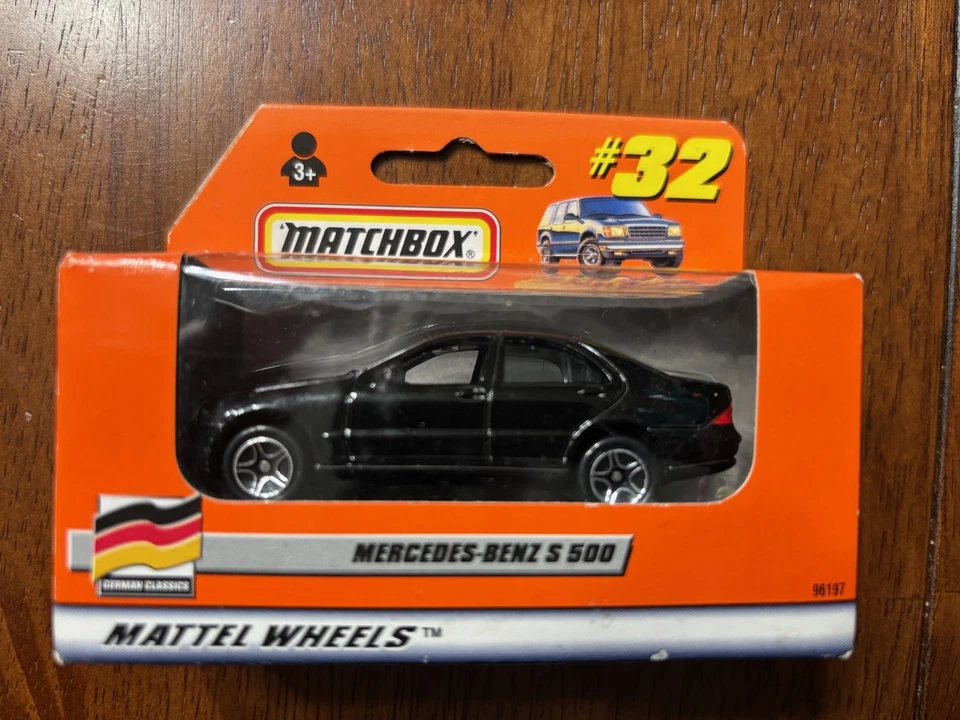 #32
3+
'MATCHBOX'®
MERCEDES-BENZ S 500
GERMAN CLASSICS
96197
MATTEL WHEELS™